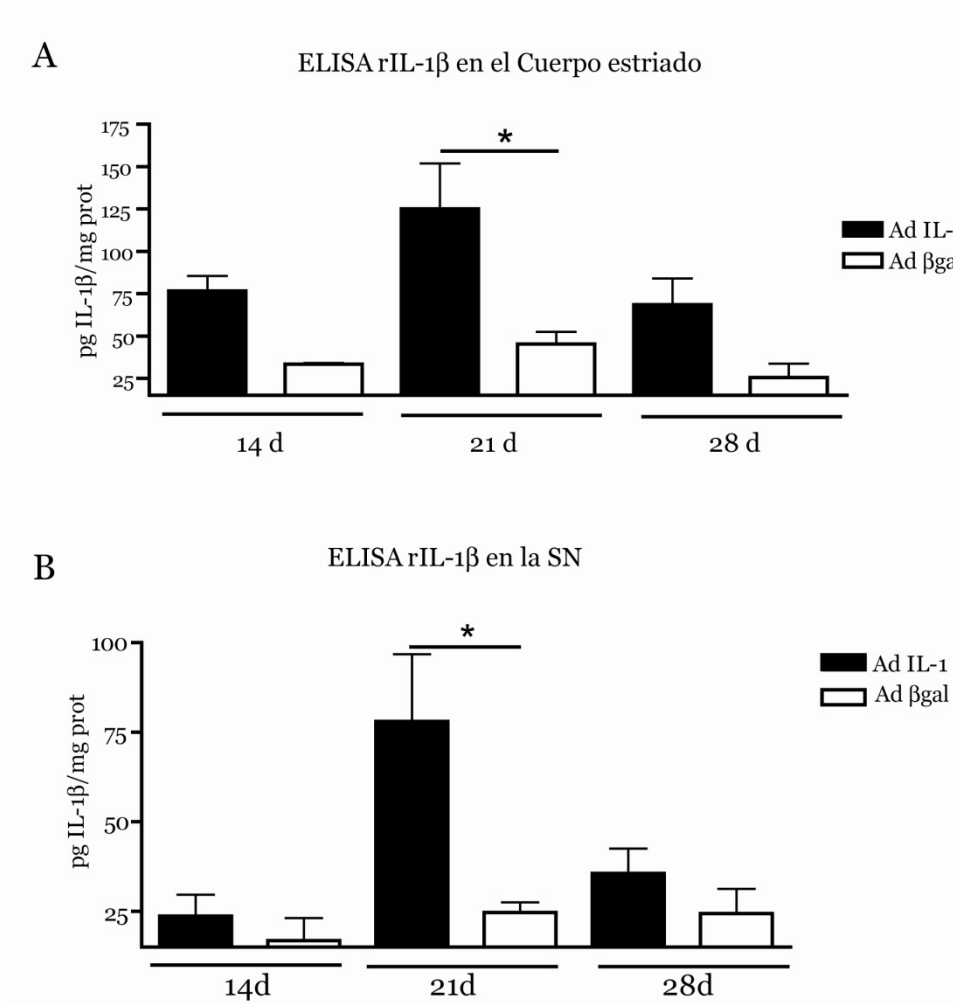 A
ELISA rIL-1β en el Cuerpo estriado
175
150
125
100
75
50
25
pg IL-1β/mg prot
*
Ad IL-
Ad βga
14 d
21 d
28 d
B
ELISA rIL-1β en la SN
100
75
50
25
pg IL-1β/mg prot
*
Ad IL-1
Ad βgal
14d
21d
28d